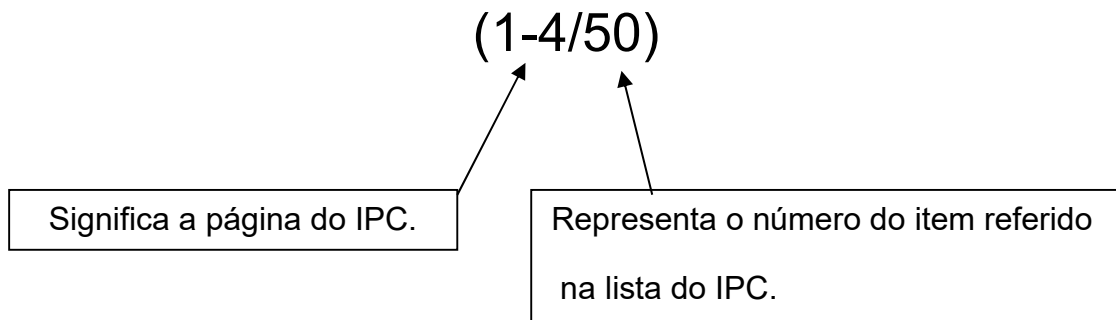 (1-4/50)
Significa a página do IPC.
Representa o número do item referido
na lista do IPC.